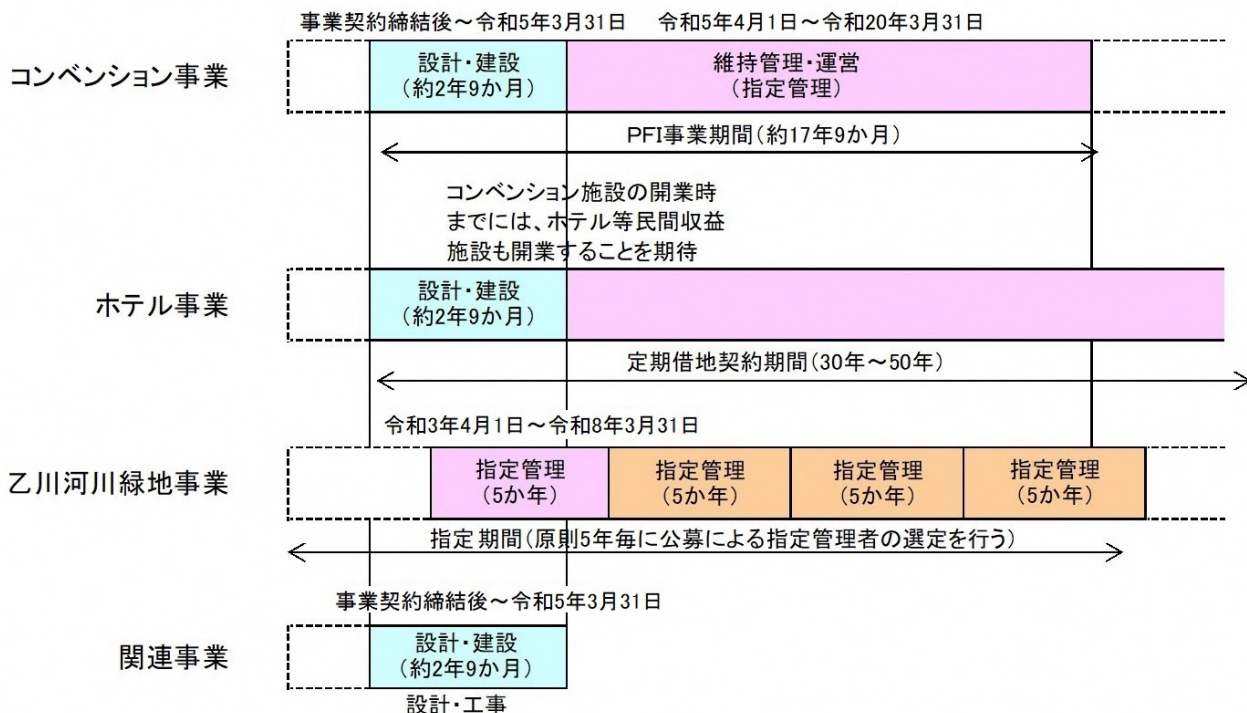 事業契約締結後～令和5年3月31日　令和5年4月1日～令和20年3月31日
コンベンション事業
設計・建設
(約2年9か月)
維持管理・運営
(指定管理)
PFI事業期間(約17年9か月)
コンベンション施設の開業時
までには、ホテル等民間収益
施設も開業することを期待
ホテル事業
設計・建設
(約2年9か月)
定期借地契約期間(30年～50年)
令和3年4月1日～令和8年3月31日
乙川河川緑地事業
指定管理
(5か年)
指定管理
(5か年)
指定管理
(5か年)
指定管理
(5か年)
指定期間(原則5年毎に公募による指定管理者の選定を行う)
事業契約締結後～令和5年3月31日
関連事業
設計・建設
(約2年9か月)
設計・工事